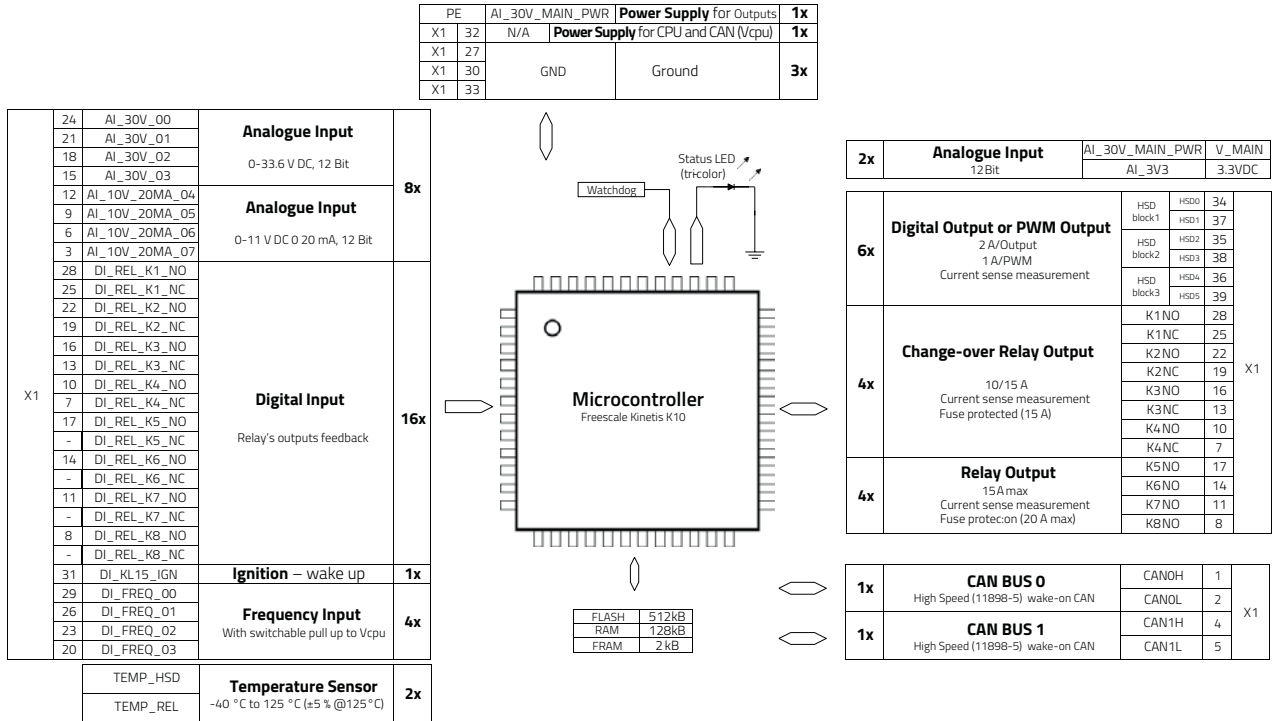 PE AI_30V_MAIN_PWR Power Supply for Outputs 1x
X1 32 N/A Power Supply for CPU and CAN (Vcpu) 1x
X1 27
X1 30 GND Ground 3x
X1 33
X1
24 AI_30V_00
21 AI_30V_01
18 AI_30V_02
15 AI_30V_03
Analogue Input
0-33.6 V DC, 12 Bit
8x
12 AI_10V_20MA_04
9 AI_10V_20MA_05
6 AI_10V_20MA_06
3 AI_10V_20MA_07
Analogue Input
0-11 V DC 0 20 mA, 12 Bit
28 DI_REL_K1_NO
25 DI_REL_K1_NC
22 DI_REL_K2_NO
19 DI_REL_K2_NC
16 DI_REL_K3_NO
13 DI_REL_K3_NC
10 DI_REL_K4_NO
7 DI_REL_K4_NC
17 DI_REL_K5_NO
- DI_REL_K5_NC
14 DI_REL_K6_NO
- DI_REL_K6_NC
11 DI_REL_K7_NO
- DI_REL_K7_NC
8 DI_REL_K8_NO
- DI_REL_K8_NC
Digital Input
Relay's outputs feedback
16x
31 DI_KL15_IGN Ignition – wake up 1x
29 DI_FREQ_00
26 DI_FREQ_01
23 DI_FREQ_02
20 DI_FREQ_03
Frequency Input
With switchable pull up to Vcpu
4x
TEMP_HSD
TEMP_REL
Temperature Sensor
-40 °C to 125 °C (±5 % @125°C)
2x
Watchdog
Status LED
(tri-color)
Microcontroller
Freescale Kinetis K10
FLASH 512kB
RAM 128kB
FRAM 2 kB
2x
Analogue Input
12Bit
AI_30V_MAIN_PWR V_MAIN
AI_3V3 3.3VDC
6x
Digital Output or PWM Output
2 A/Output
1 A/PWM
Current sense measurement
HSD block1
HSD0 34
HSD1 37
HSD block2
HSD2 35
HSD3 38
HSD block3
HSD4 36
HSD5 39
4x
Change-over Relay Output
10/15 A
Current sense measurement
Fuse protected (15 A)
K1NO 28
K1NC 25
K2NO 22
K2NC 19
K3NO 16
K3NC 13
K4NO 10
K4NC 7
X1
4x
Relay Output
15A max
Current sense measurement
Fuse protec:on (20 A max)
K5NO 17
K6NO 14
K7NO 11
K8NO 8
1x
CAN BUS 0
High Speed (11898-5) wake-on CAN
CAN0H 1
CAN0L 2
1x
CAN BUS 1
High Speed (11898-5) wake-on CAN
CAN1H 4
CAN1L 5
X1